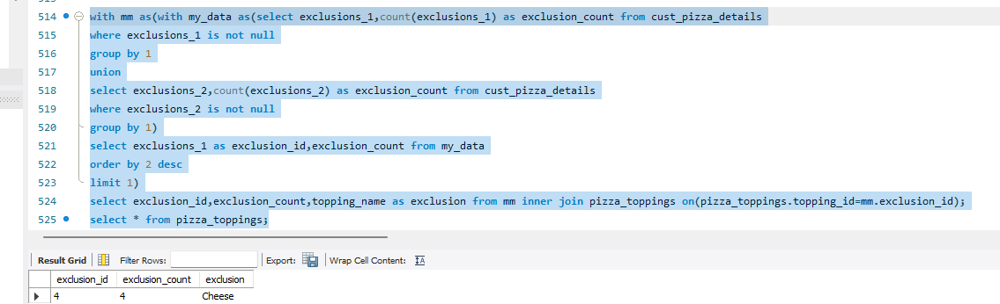 514 with mm as(with my_data as(select exclusions_1,count(exclusions_1) as exclusion_count from cust_pizza_details
515 where exclusions_1 is not null
516 group by 1
517 union
518 select exclusions_2,count(exclusions_2) as exclusion_count from cust_pizza_details
519 where exclusions_2 is not null
520 group by 1)
521 select exclusions_1 as exclusion_id,exclusion_count from my_data
522 order by 2 desc
523 limit 1)
524 select exclusion_id,exclusion_count,topping_name as exclusion from mm inner join pizza_toppings on(pizza_toppings.topping_id=mm.exclusion_id);
525 select * from pizza_toppings;
Result Grid Filter Rows: Export: Wrap Cell Content: IA
exclusion_id exclusion_count exclusion
4 4 Cheese